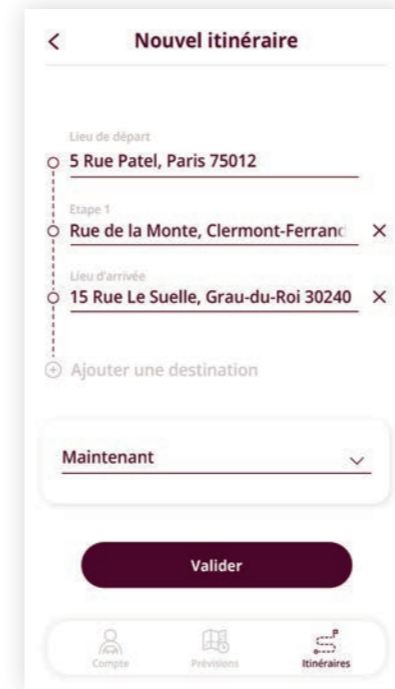 Nouvel itinéraire
Lieu de départ
5 Rue Patel, Paris 75012
Etape 1
Rue de la Monte, Clermont-Ferrand
Lieu d'arrivée
15 Rue Le Suelle, Grau-du-Roi 30240
Ajouter une destination
Maintenant
Valider
Compte Prévisions Itinéraires